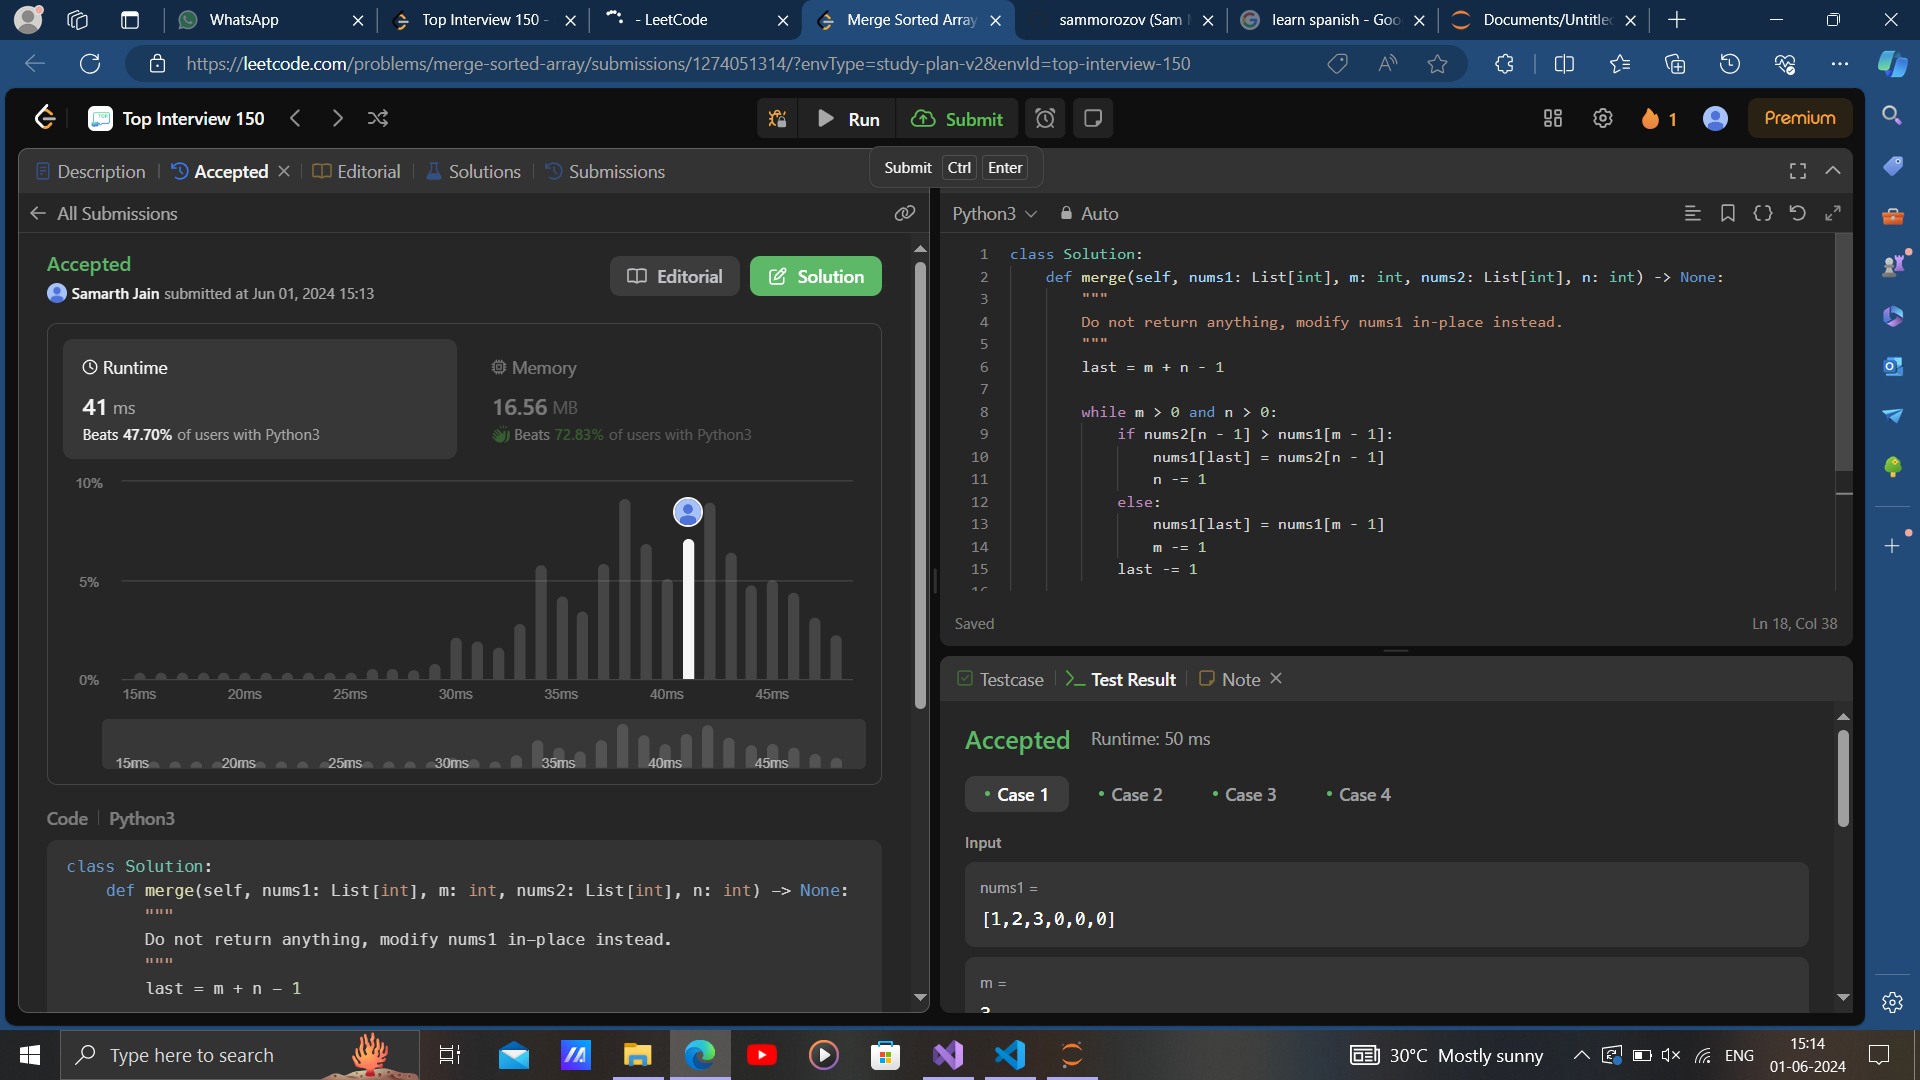 WhatsApp
Top Interview 150 -
- LeetCode
Merge Sorted Array
sammorozov (Sam
learn spanish - Goo
Documents/Untitle
https://leetcode.com/problems/merge-sorted-array/submissions/1274051314/?envType=study-plan-v2&envId=top-interview-150
Top Interview 150
Run
Submit
1
Premium
Description
Accepted
Editorial
Solutions
Submissions
Submit Ctrl Enter
All Submissions
Accepted
Samarth Jain submitted at Jun 01, 2024 15:13
Editorial
Solution
Runtime
41 ms
Beats 47.70% of users with Python3
Memory
16.56 MB
Beats 72.83% of users with Python3
10%
5%
0%
15ms 20ms 25ms 30ms 35ms 40ms 45ms
15ms 20ms 25ms 30ms 35ms 40ms 45ms
Code | Python3
class Solution:
def merge(self, nums1: List[int], m: int, nums2: List[int], n: int) -> None:
"""
Do not return anything, modify nums1 in-place instead.
"""
last = m + n - 1
Python3
Auto
1 class Solution:
2 def merge(self, nums1: List[int], m: int, nums2: List[int], n: int) -> None:
3 """
4 Do not return anything, modify nums1 in-place instead.
5 """
6 last = m + n - 1
7
8 while m > 0 and n > 0:
9 if nums2[n - 1] > nums1[m - 1]:
10 nums1[last] = nums2[n - 1]
11 n -= 1
12 else:
13 nums1[last] = nums1[m - 1]
14 m -= 1
15 last -= 1
Saved
Ln 18, Col 38
Testcase
Test Result
Note
Accepted Runtime: 50 ms
Case 1
Case 2
Case 3
Case 4
Input
nums1 =
[1,2,3,0,0,0]
m =
Type here to search
30°C Mostly sunny
ENG
15:14
01-06-2024